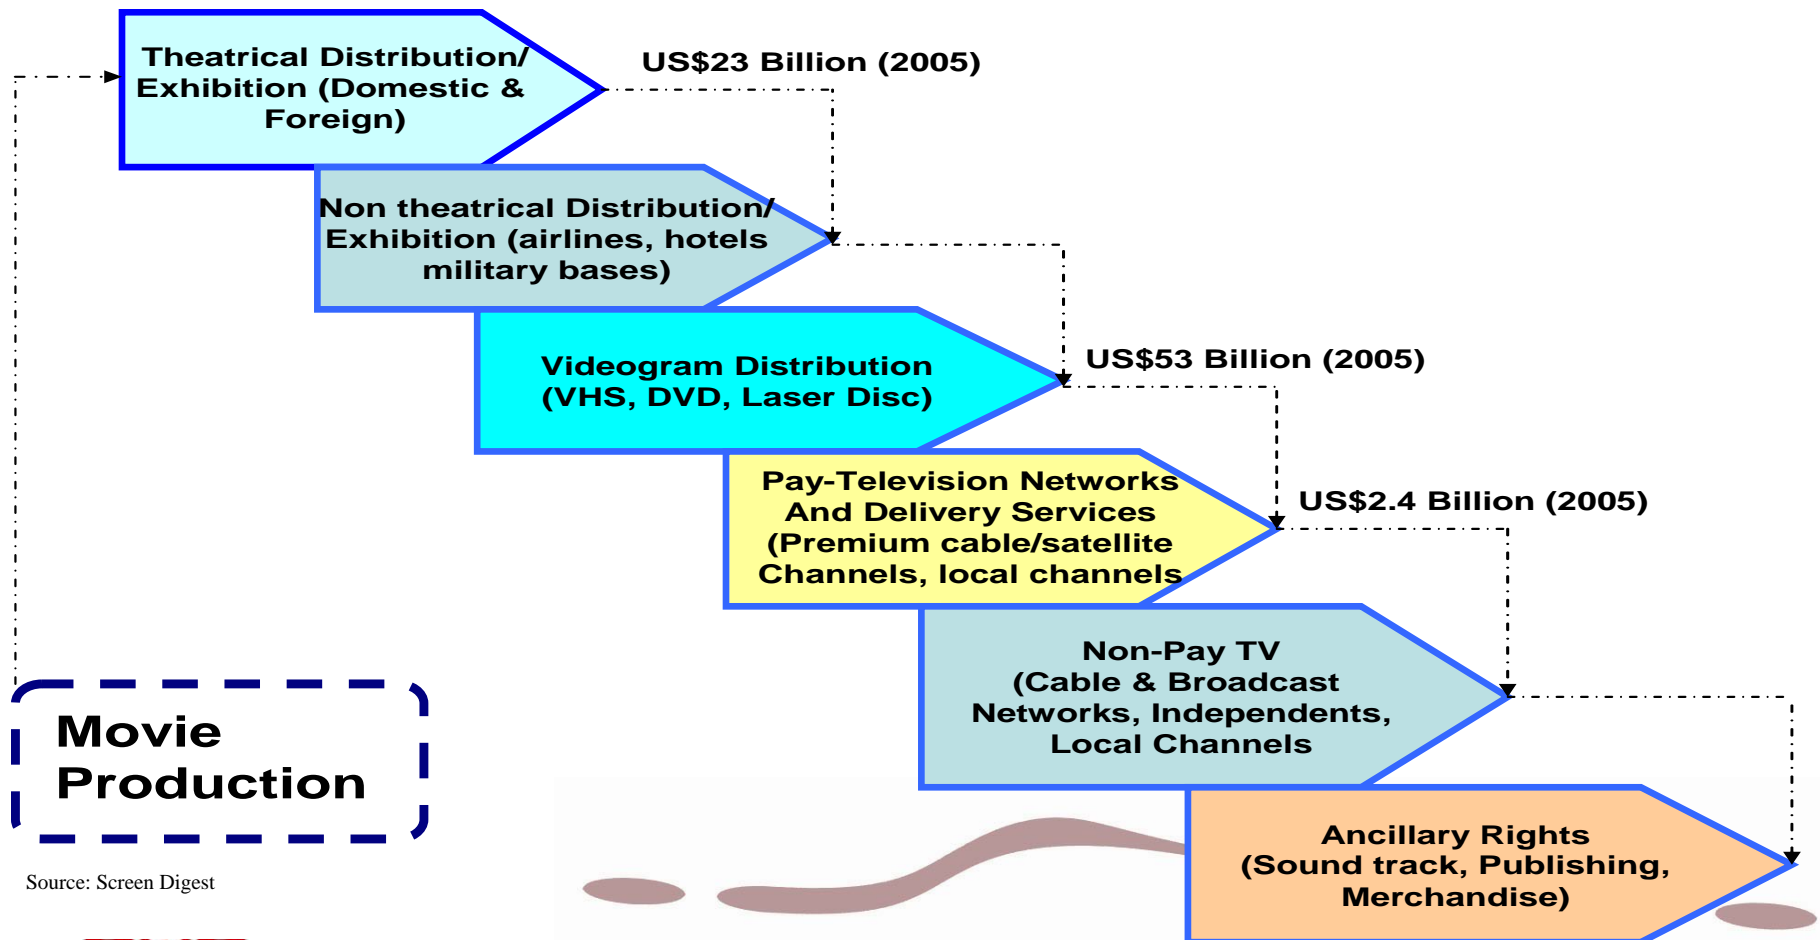 Theatrical Distribution/
Exhibition (Domestic &
Foreign)
US$23 Billion (2005)
Non theatrical Distribution/
Exhibition (airlines, hotels
military bases)
Videogram Distribution
(VHS, DVD, Laser Disc)
US$53 Billion (2005)
Pay-Television Networks
And Delivery Services
(Premium cable/satellite
Channels, local channels
US$2.4 Billion (2005)
Non-Pay TV
(Cable & Broadcast
Networks, Independents,
Local Channels
Movie
Production
Ancillary Rights
(Sound track, Publishing,
Merchandise)
Source: Screen Digest